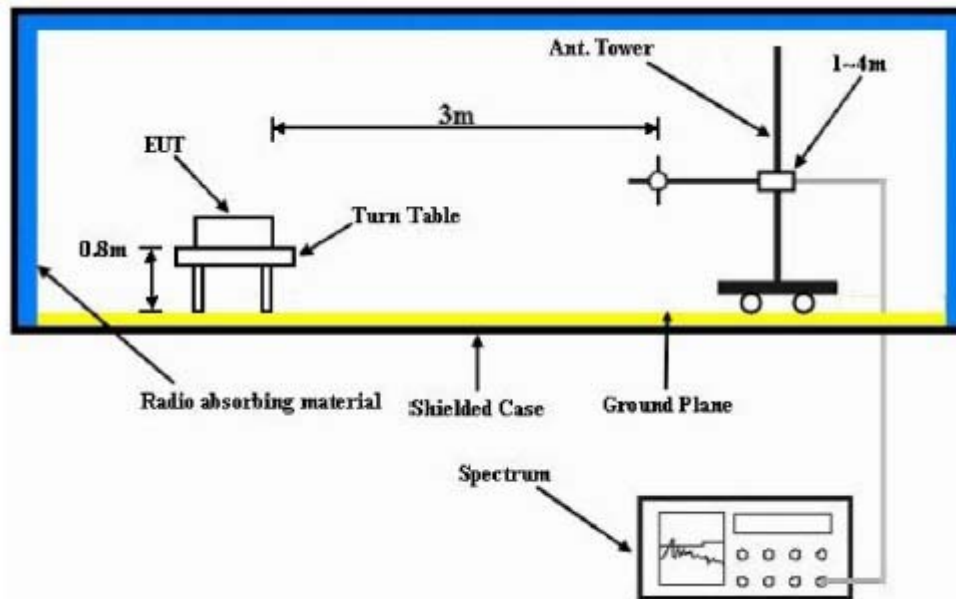 Ant. Tower
1~4m
3m
EUT
Turn Table
0.8m
Radio absorbing material
Shielded Case
Ground Plane
Spectrum